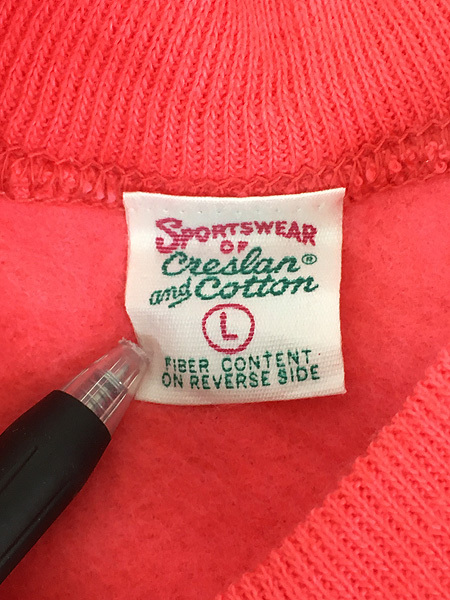 SPORTSWEAR
OF
Creslan®
and Cotton
L
FIBER CONTENT
ON REVERSE SIDE